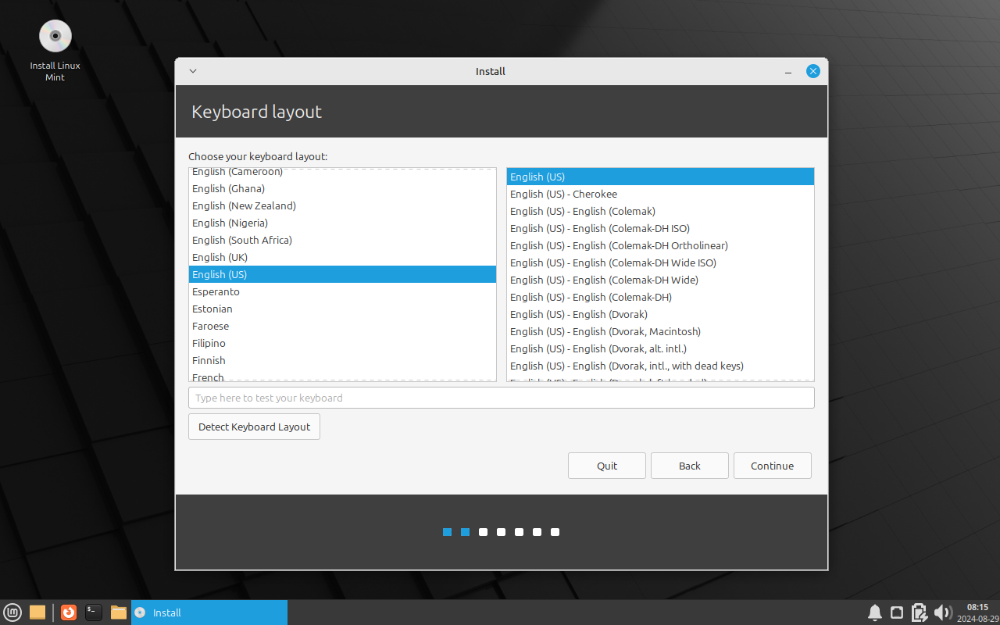 Install Linux
Mint
Install
Keyboard layout
Choose your keyboard layout:
English (Cameroon)
English (Ghana)
English (New Zealand)
English (Nigeria)
English (South Africa)
English (UK)
English (US)
Esperanto
Estonian
Faroese
Filipino
Finnish
French
English (US)
English (US) - Cherokee
English (US) - English (Colemak)
English (US) - English (Colemak-DH ISO)
English (US) - English (Colemak-DH Ortholinear)
English (US) - English (Colemak-DH Wide ISO)
English (US) - English (Colemak-DH Wide)
English (US) - English (Colemak-DH)
English (US) - English (Dvorak)
English (US) - English (Dvorak, Macintosh)
English (US) - English (Dvorak, alt. intl.)
English (US) - English (Dvorak, intl., with dead keys)
Type here to test your keyboard
Detect Keyboard Layout
Quit
Back
Continue
$_
Install
08:15
2024-08-29